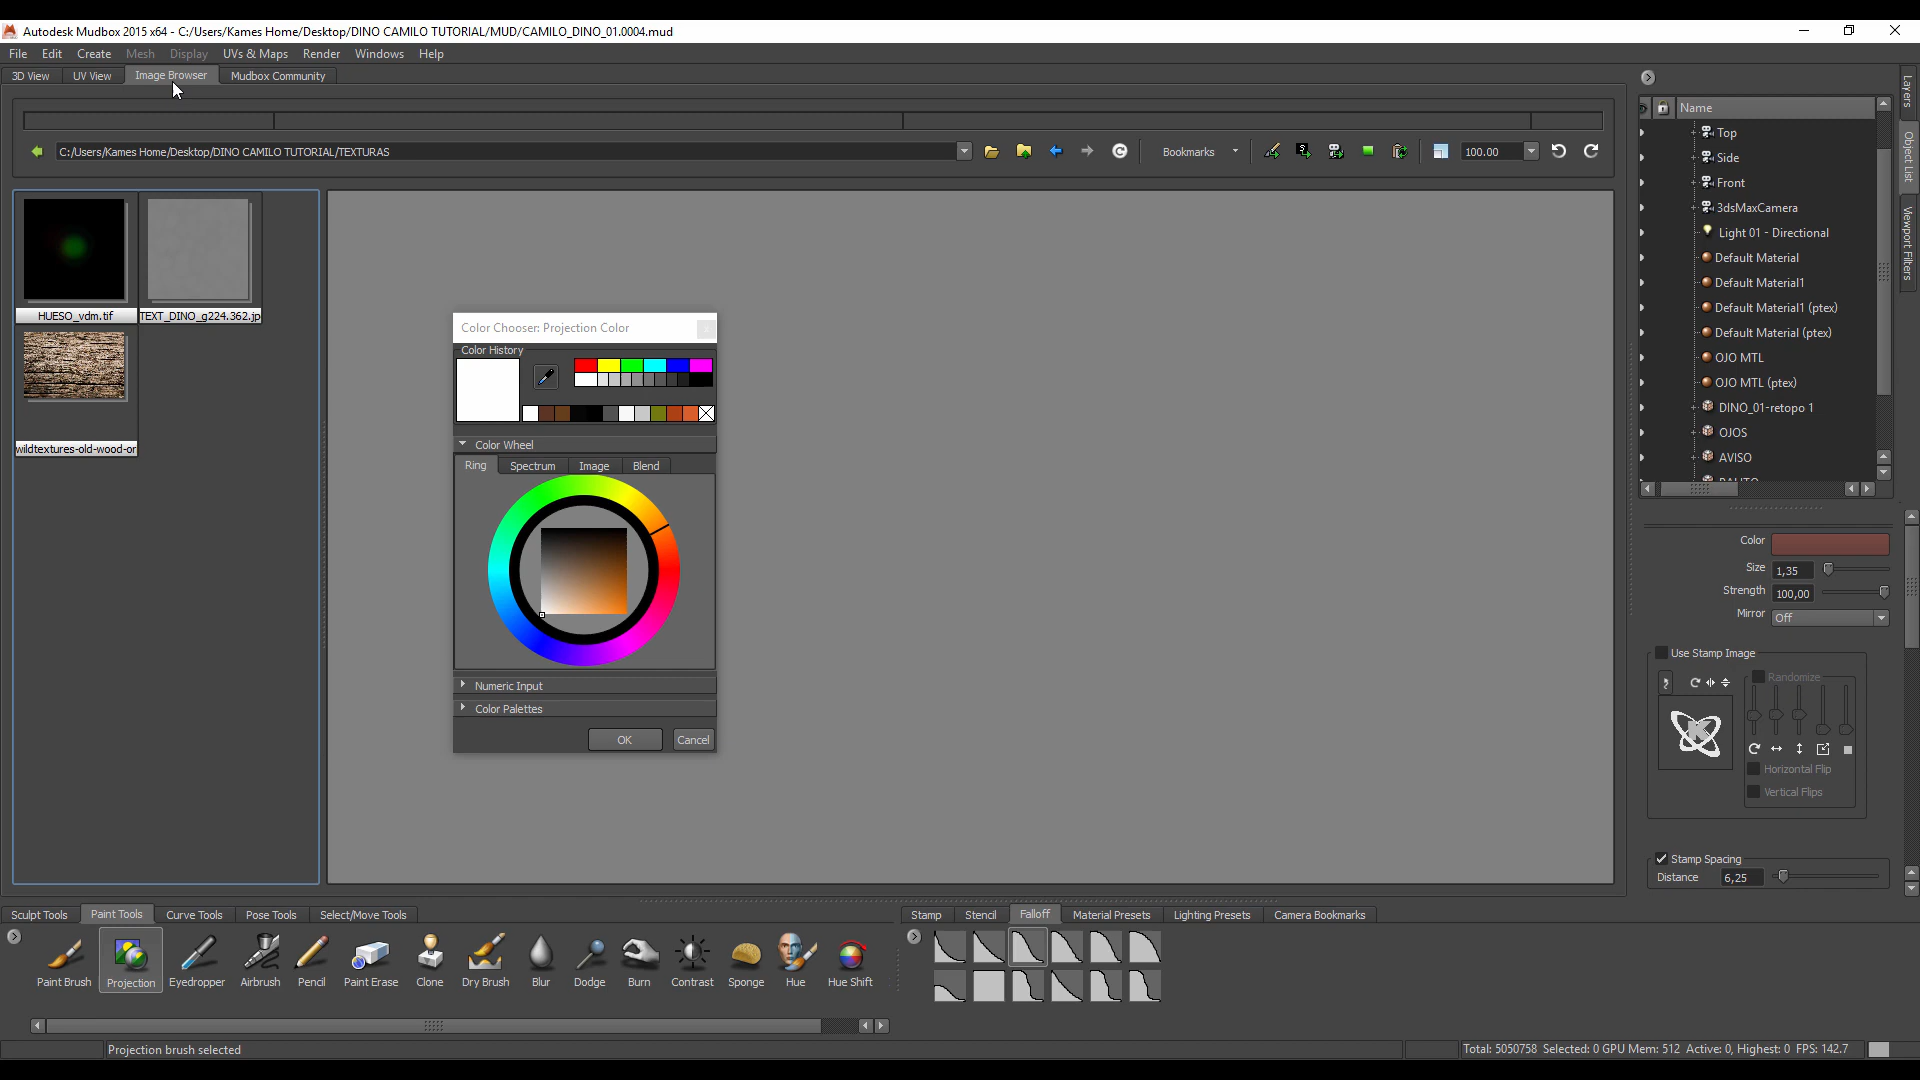 Autodesk Mudbox 2015 x64 - C:/Users/Kames Home/Desktop/DINO CAMILO TUTORIAL/MUD/CAMILO_DINO_01.0004.mud
File Edit Create Mesh Display UVs & Maps Render Windows Help
3D View UV View Image Browser Mudbox Community
C:/Users/Kames Home/Desktop/DINO CAMILO TUTORIAL/TEXTURAS Bookmarks 100.00
HUESO_vdm.tif TEXT_DINO_g224.362.jp
wildtextures-old-wood-or
Color Chooser: Projection Color
Color History
Color Wheel
Ring Spectrum Image Blend
Numeric Input
Color Palettes
OK Cancel
Name
Top
Side
Front
3dsMaxCamera
Light 01 - Directional
Default Material
Default Material1
Default Material1 (ptex)
Default Material (ptex)
OJO MTL
OJO MTL (ptex)
DINO_01-retopo 1
OJOS
AVISO
Layers
Object List
Viewport Filters
Color
Size 1,35
Strength 100,00
Mirror Off
Use Stamp Image
Randomize
Horizontal Flip
Vertical Flips
Stamp Spacing
Distance 6,25
Sculpt Tools Paint Tools Curve Tools Pose Tools Select/Move Tools
Paint Brush Projection Eyedropper Airbrush Pencil Paint Erase Clone Dry Brush Blur Dodge Burn Contrast Sponge Hue Hue Shift
Stamp Stencil Falloff Material Presets Lighting Presets Camera Bookmarks
Projection brush selected
Total: 5050758 Selected: 0 GPU Mem: 512 Active: 0, Highest: 0 FPS: 142.7